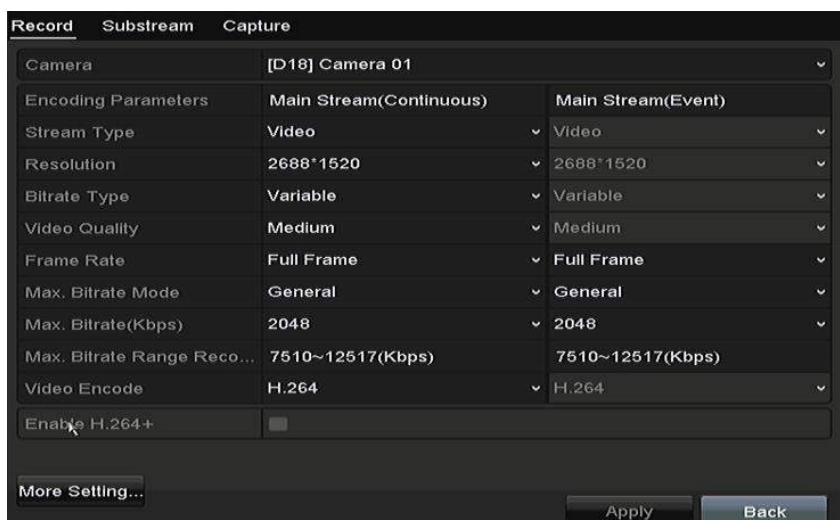 Record Substream Capture
Camera [D18] Camera 01
Encoding Parameters Main Stream(Continuous) Main Stream(Event)
Stream Type Video Video
Resolution 2688*1520 2688*1520
Bitrate Type Variable Variable
Video Quality Medium Medium
Frame Rate Full Frame Full Frame
Max. Bitrate Mode General General
Max. Bitrate(Kbps) 2048 2048
Max. Bitrate Range Reco... 7510~12517(Kbps) 7510~12517(Kbps)
Video Encode H.264 H.264
Enable H.264+
More Setting...
Apply Back